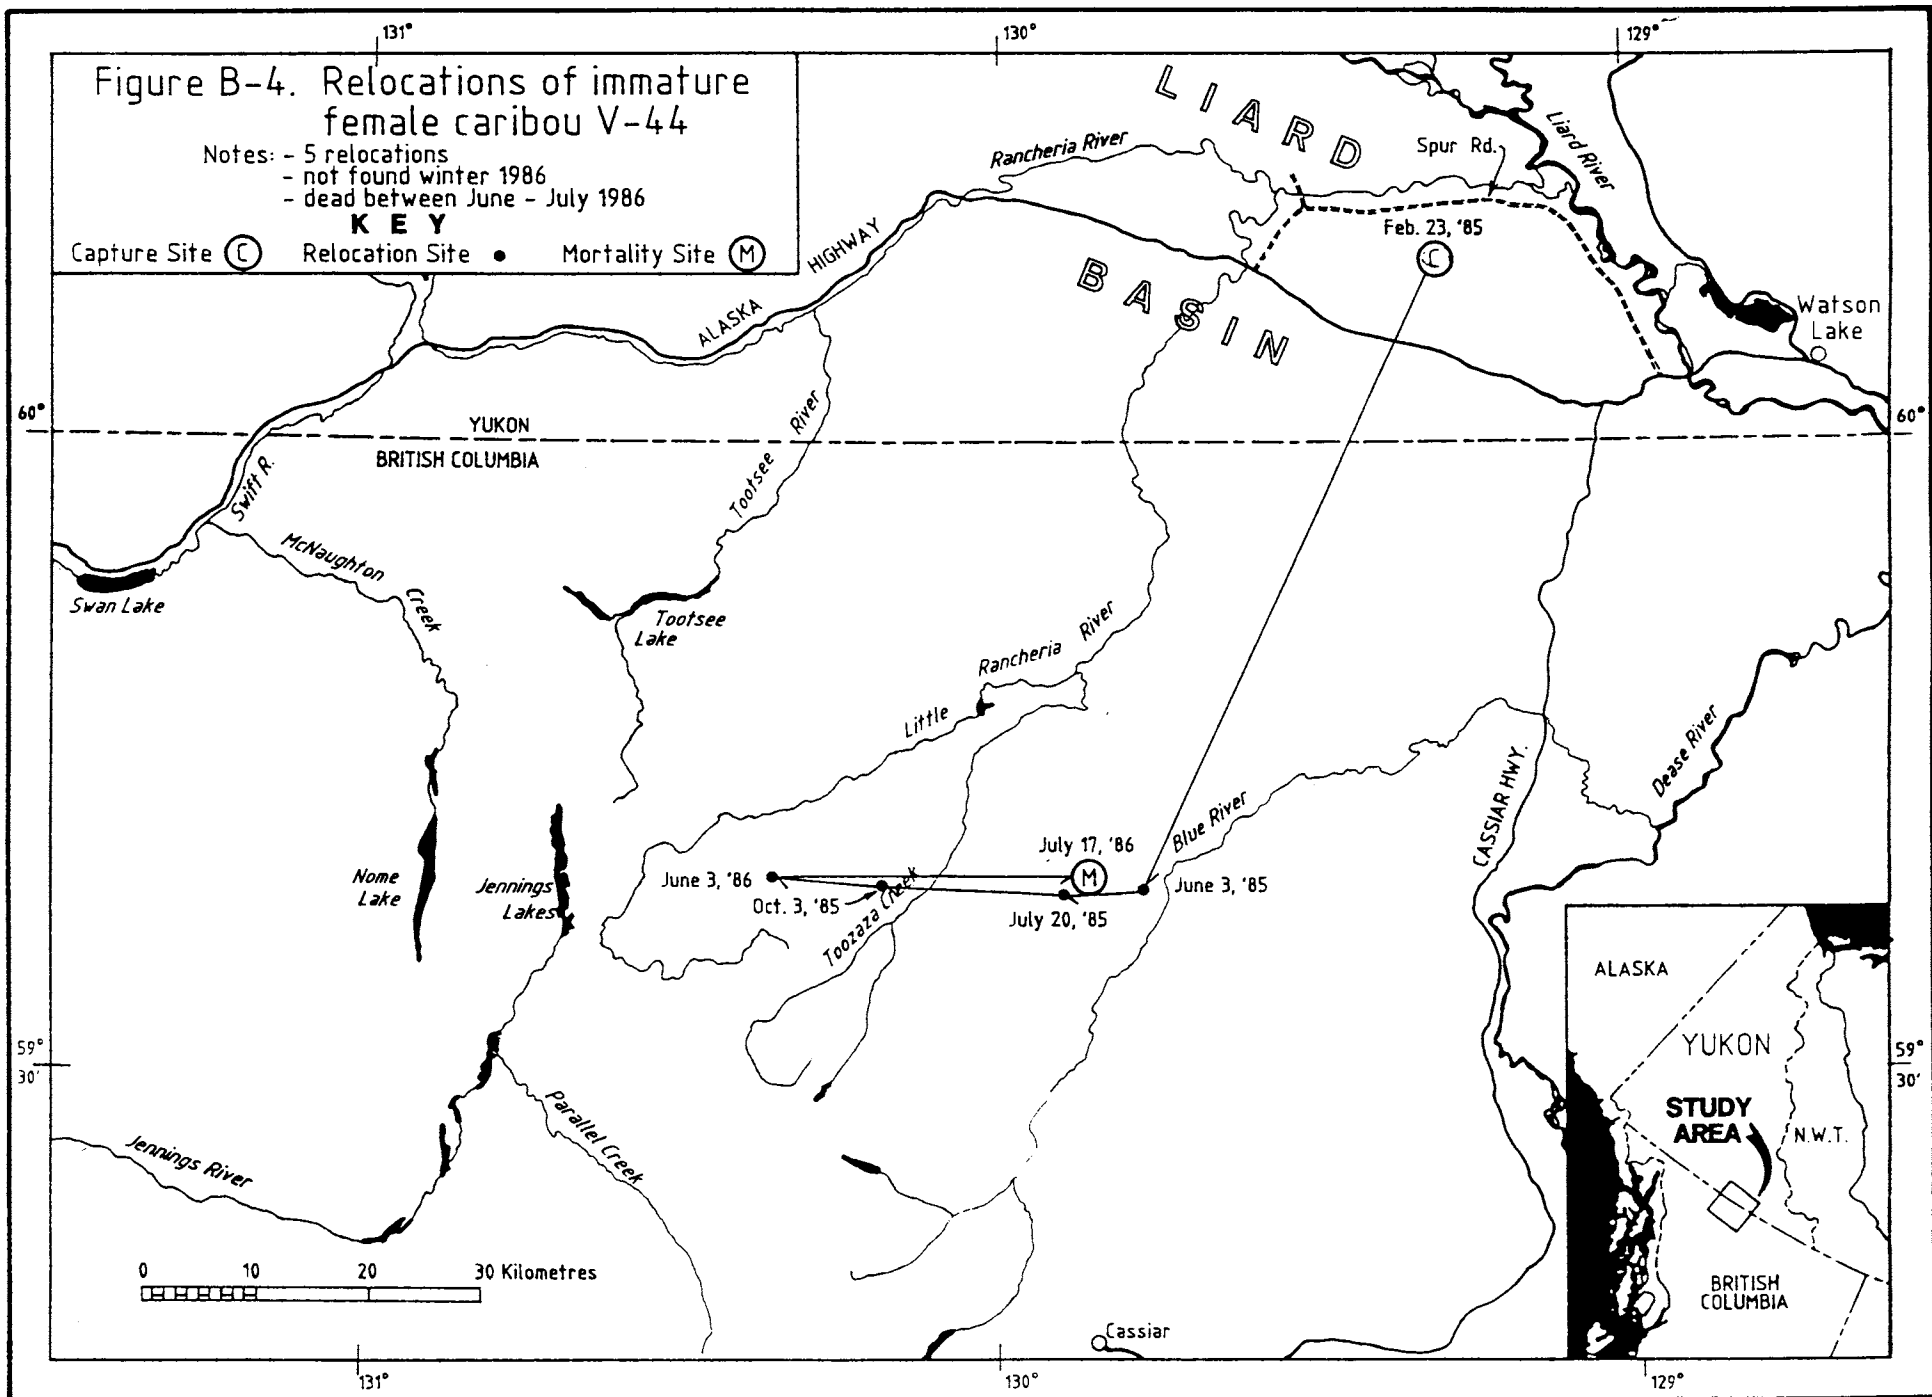 131°
130°
129°
Figure B-4. Relocations of immature
female caribou V-44
Notes: - 5 relocations
- not found winter 1986
- dead between June - July 1986
KEY
Capture Site C Relocation Site • Mortality Site M
LIARD
BASIN
Rancheria River
Spur Rd.
Liard River
Feb. 23, '85
C
ALASKA HIGHWAY
Watson
Lake
60°
60°
YUKON
BRITISH COLUMBIA
Swift R.
Tootsee River
McNaughton Creek
Swan Lake
Tootsee
Lake
Little Rancheria River
Dease River
CASSIAR HWY.
Blue River
July 17, '86
M
June 3, '86
June 3, '85
Oct. 3, '85
July 20, '85
Toozaza Creek
Nome
Lake
Jennings
Lakes
59°
30'
59°
30'
Parallel Creek
Jennings River
0 10 20 30 Kilometres
Cassiar
ALASKA
YUKON
STUDY
AREA
N.W.T.
BRITISH
COLUMBIA
131°
130°
129°